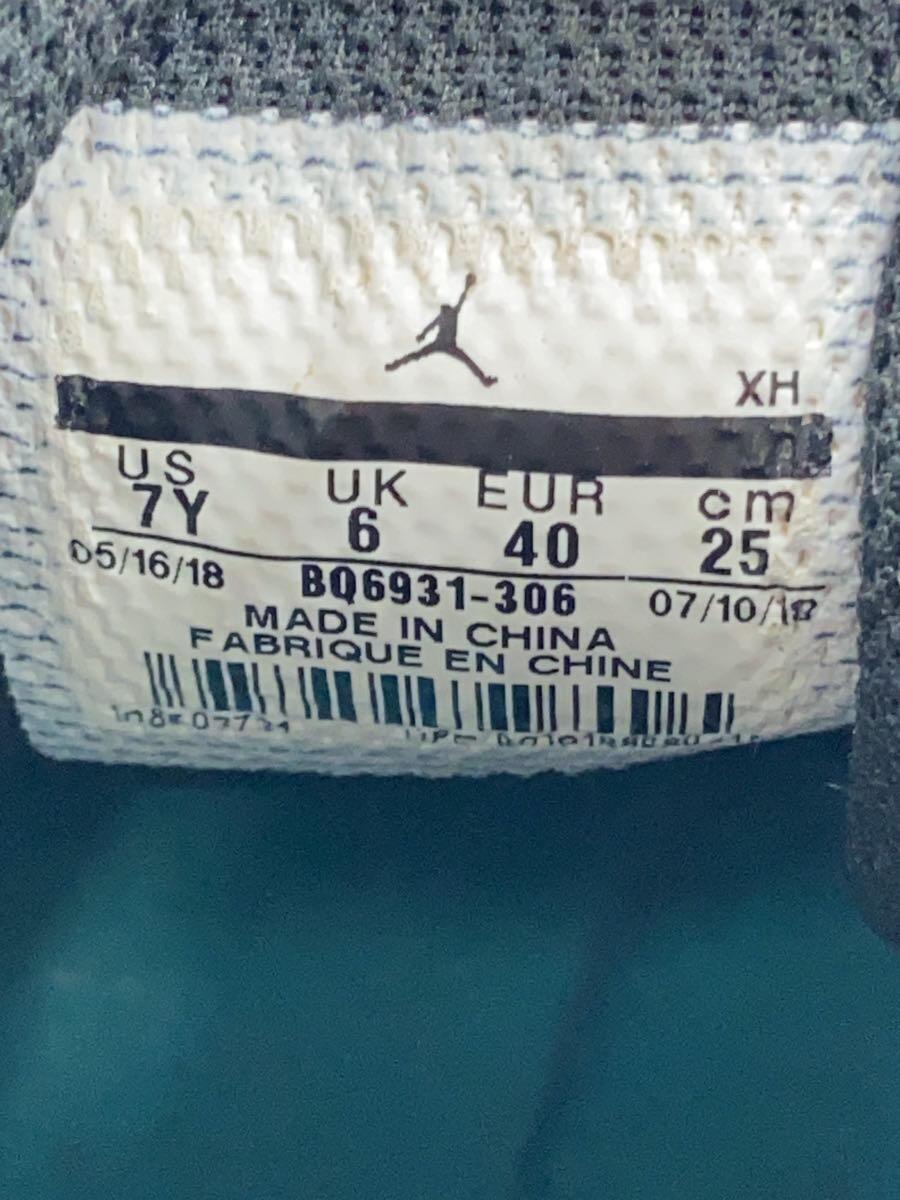 XH
US UK EUR cm
7Y 6 40 25
05/16/18 BQ6931-306 07/10/18
MADE IN CHINA
FABRIQUE EN CHINE